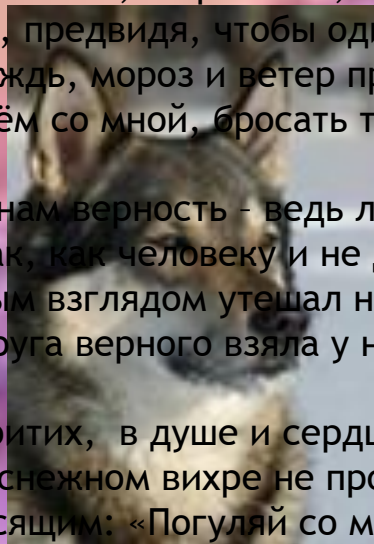 , предвидя, чтобы од
ждь, мороз и ветер пр
ём со мной, бросать т
нам верность – ведь л
ак, как человеку и не
ым взглядом утешал н
руга верного взяла у н
ритих, в душе и сердц
снежном вихре не про
сящим: «Погуляй со м